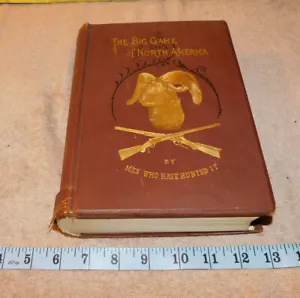 THE BIG GAME
OF NORTH AMERICA
BY
MEN WHO HAVE HUNTED IT
4 5 6 7 8 9 10 11 12 13